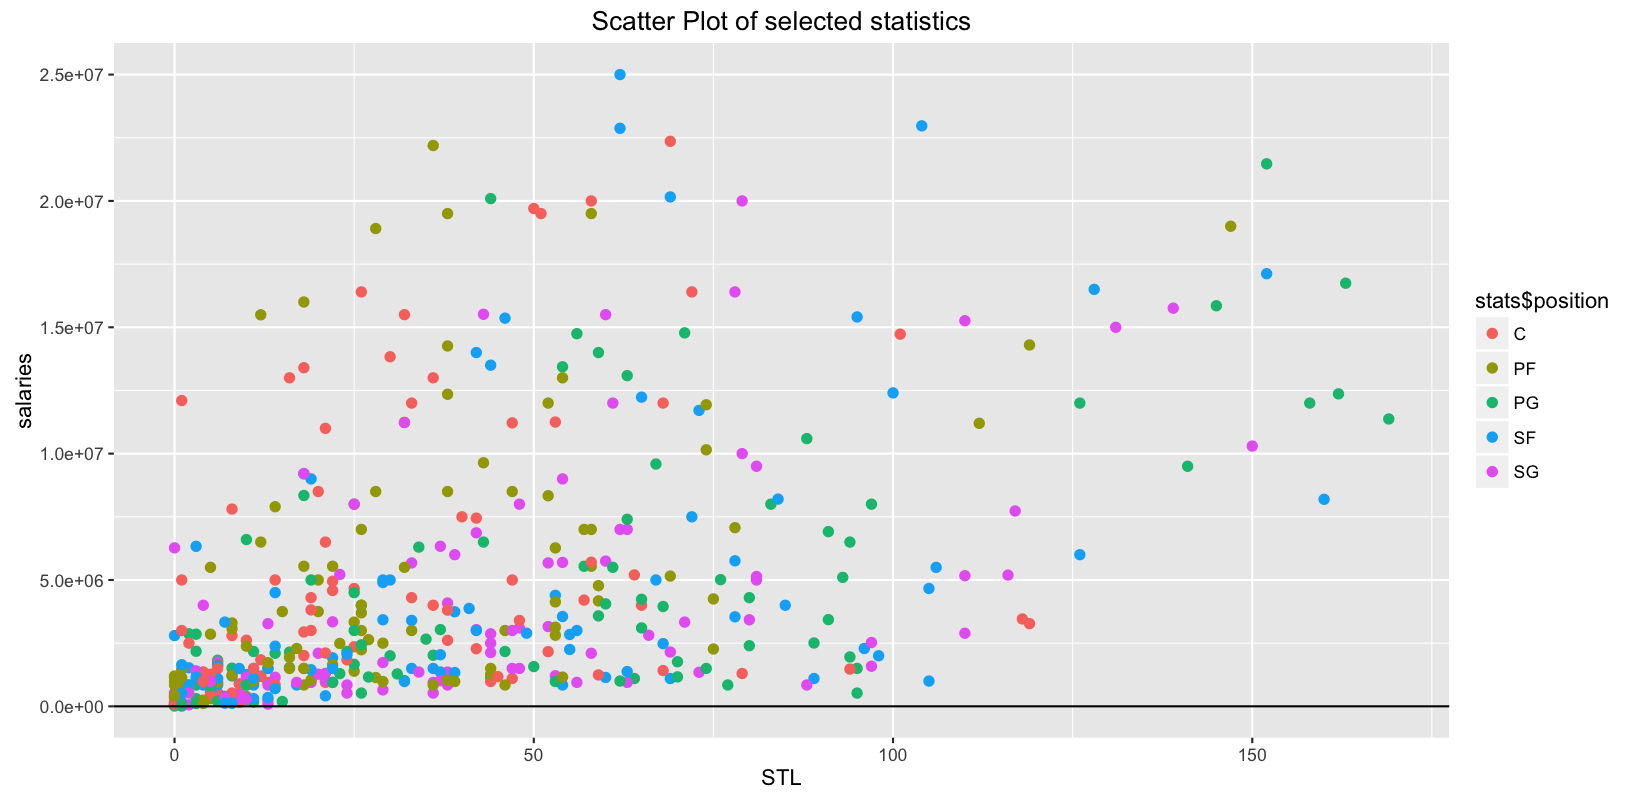 Scatter Plot of selected statistics
salaries
2.5e+07
2.0e+07
1.5e+07
1.0e+07
5.0e+06
0.0e+00
0
50
100
150
STL
stats$position
C
PF
PG
SF
SG